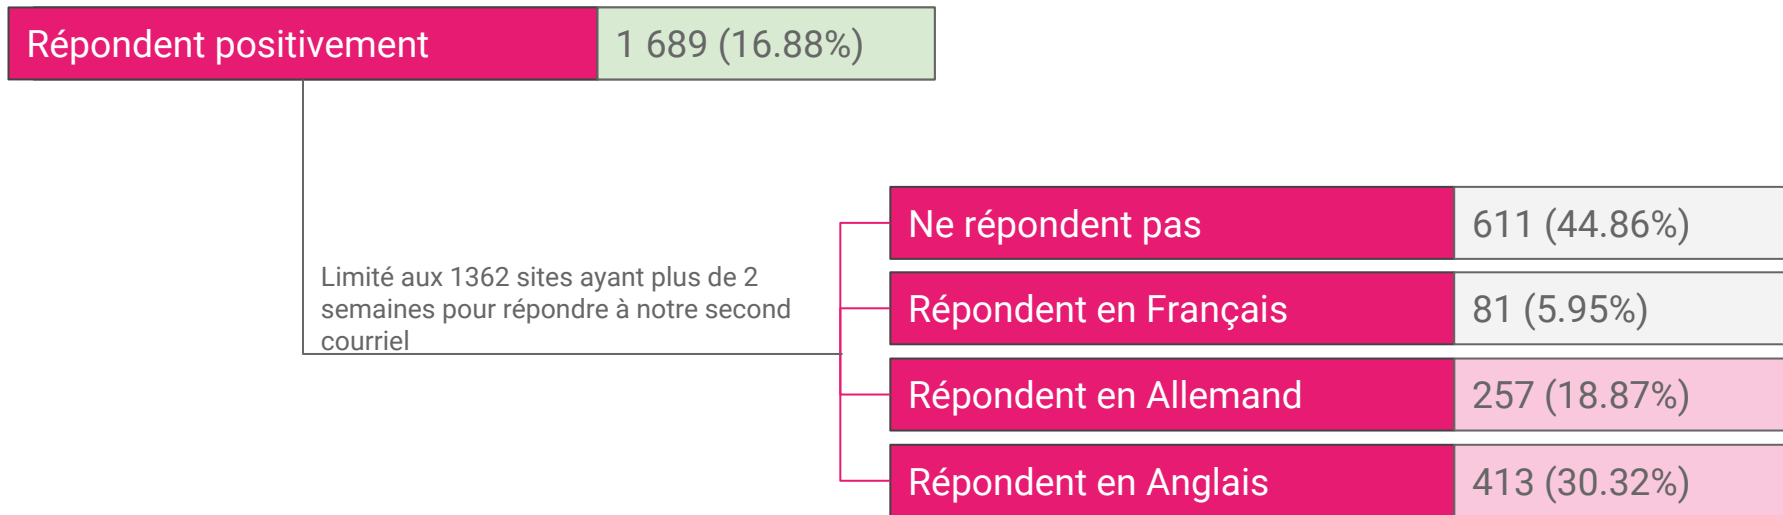 Répondent positivement 1 689 (16.88%)
Ne répondent pas 611 (44.86%)
Limité aux 1362 sites ayant plus de 2
semaines pour répondre à notre second
courriel
Répondent en Français 81 (5.95%)
Répondent en Allemand 257 (18.87%)
Répondent en Anglais 413 (30.32%)